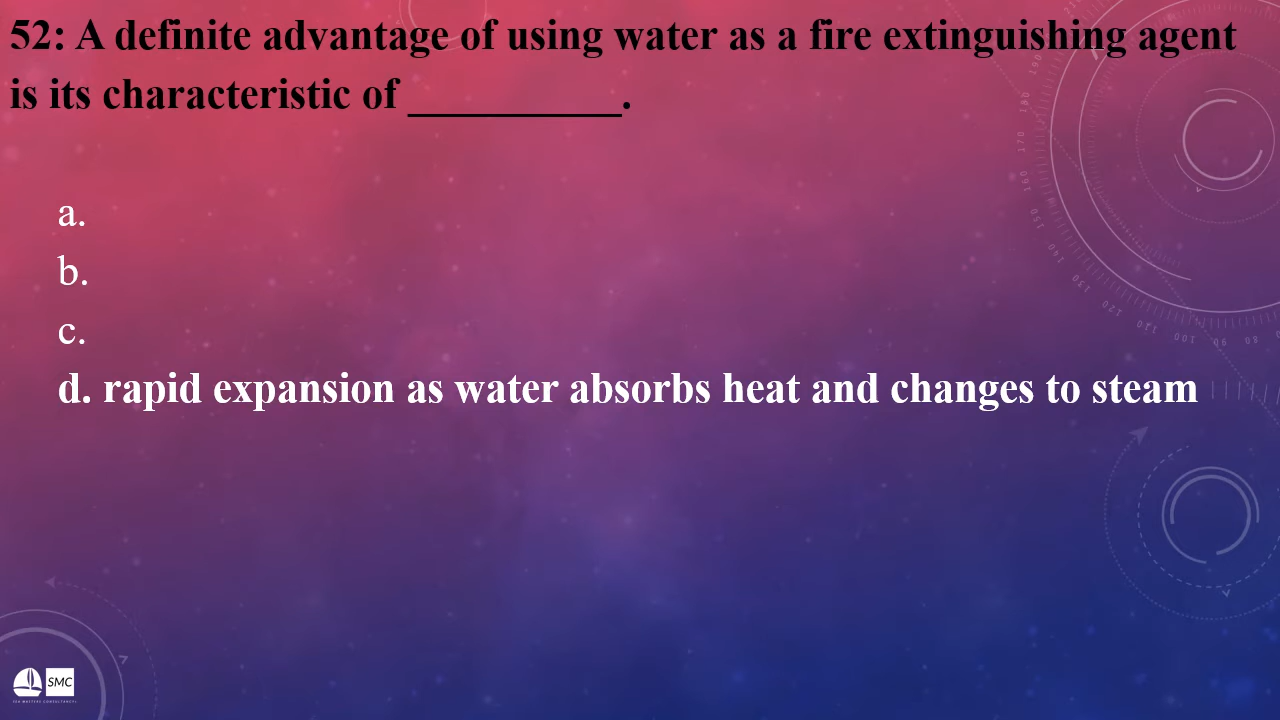 52: A definite advantage of using water as a fire extinguishing agent
is its characteristic of __________.
a.
b.
c.
d. rapid expansion as water absorbs heat and changes to steam
SMC